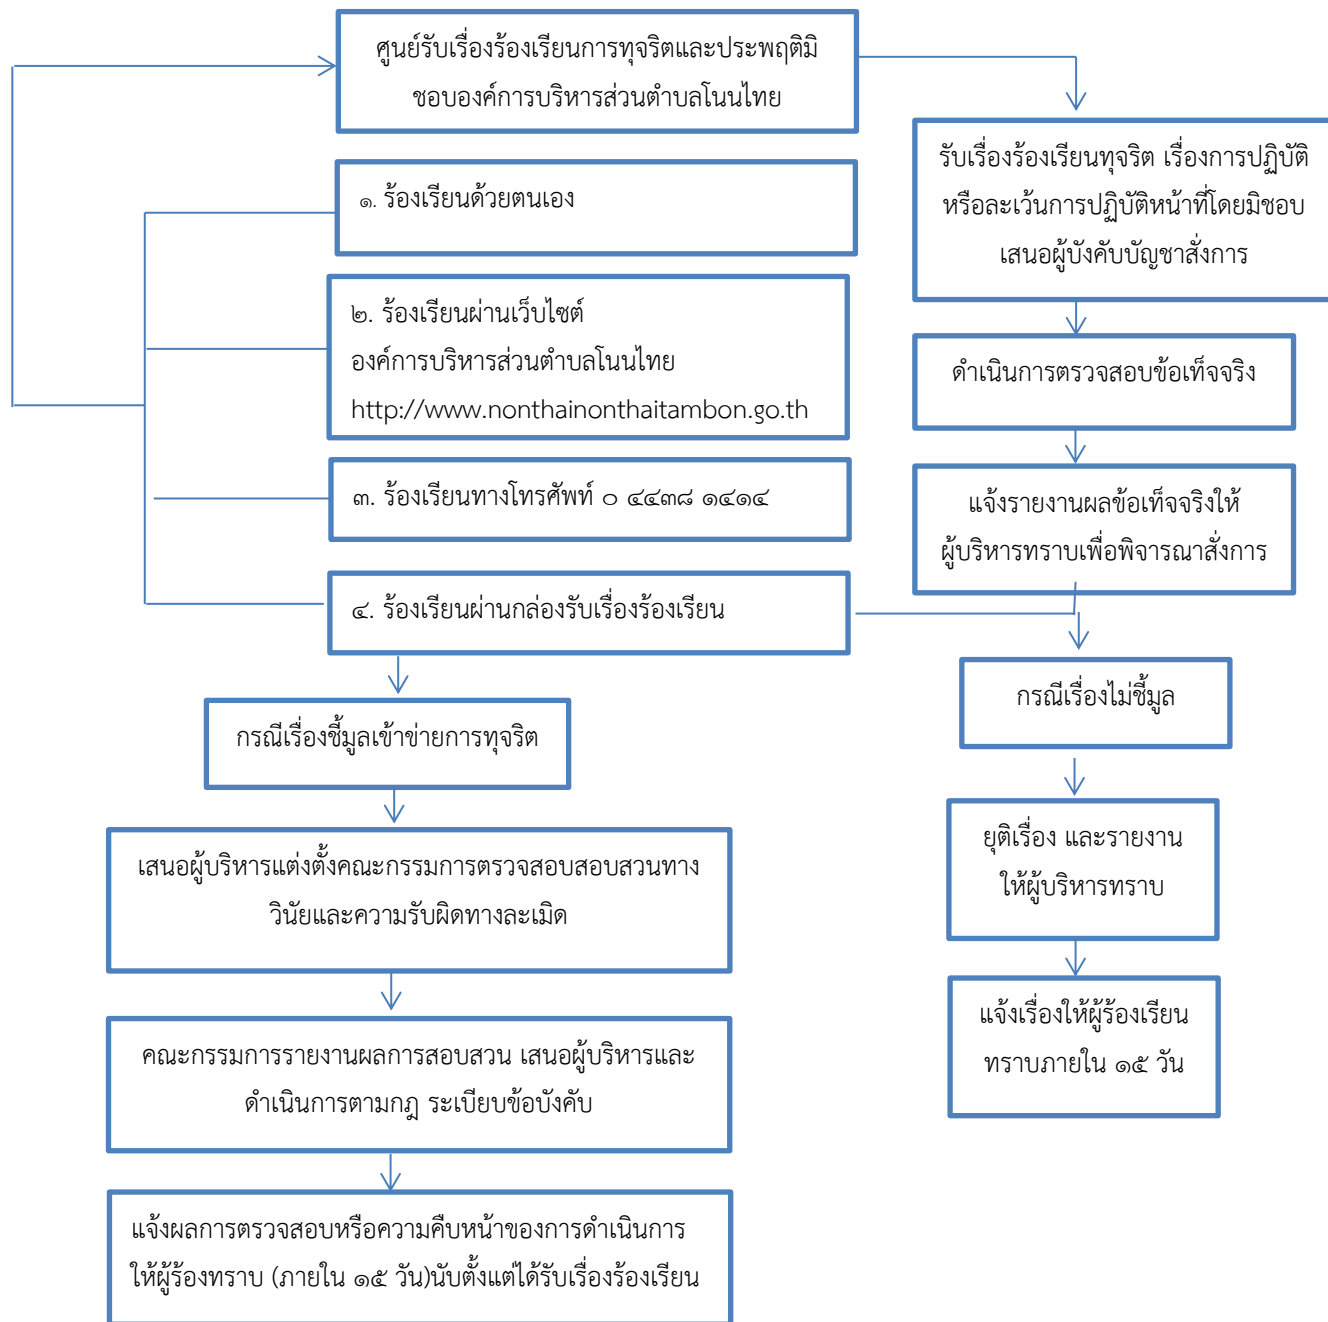 ศูนย์รับเรื่องร้องเรียนการทุจริตและประพฤติมิ
ชอบองค์การบริหารส่วนตำบลโนนไทย
รับเรื่องร้องเรียนทุจริต เรื่องการปฏิบัติ
หรือละเว้นการปฏิบัติหน้าที่โดยมิชอบ
เสนอผู้บังคับบัญชาสั่งการ
๑. ร้องเรียนด้วยตนเอง
๒. ร้องเรียนผ่านเว็บไซต์
องค์การบริหารส่วนตำบลโนนไทย
http://www.nonthainonthaitambon.go.th
ดำเนินการตรวจสอบข้อเท็จจริง
๓. ร้องเรียนทางโทรศัพท์ ๐ ๔๔๓๘ ๑๔๑๔
แจ้งรายงานผลข้อเท็จจริงให้
ผู้บริหารทราบเพื่อพิจารณาสั่งการ
๔. ร้องเรียนผ่านกล่องรับเรื่องร้องเรียน
กรณีเรื่องไม่ชี้มูล
กรณีเรื่องชี้มูลเข้าข่ายการทุจริต
ยุติเรื่อง และรายงาน
ให้ผู้บริหารทราบ
เสนอผู้บริหารแต่งตั้งคณะกรรมการตรวจสอบสอบสวนทาง
วินัยและความรับผิดทางละเมิด
แจ้งเรื่องให้ผู้ร้องเรียน
ทราบภายใน ๑๕ วัน
คณะกรรมการรายงานผลการสอบสวน เสนอผู้บริหารและ
ดำเนินการตามกฎ ระเบียบข้อบังคับ
แจ้งผลการตรวจสอบหรือความคืบหน้าของการดำเนินการ
ให้ผู้ร้องทราบ (ภายใน ๑๕ วัน)นับตั้งแต่ได้รับเรื่องร้องเรียน